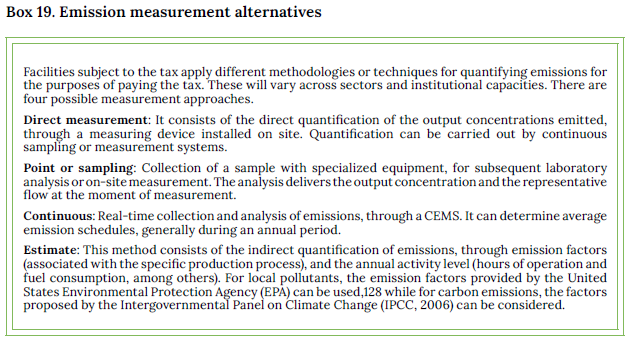 Box 19. Emission measurement alternatives
Facilities subject to the tax apply different methodologies or techniques for quantifying emissions for
the purposes of paying the tax. These will vary across sectors and institutional capacities. There are
four possible measurement approaches.
Direct measurement: It consists of the direct quantification of the output concentrations emitted,
through a measuring device installed on site. Quantification can be carried out by continuous
sampling or measurement systems.
Point or sampling: Collection of a sample with specialized equipment, for subsequent laboratory
analysis or on-site measurement. The analysis delivers the output concentration and the representative
flow at the moment of measurement.
Continuous: Real-time collection and analysis of emissions, through a CEMS. It can determine average
emission schedules, generally during an annual period.
Estimate: This method consists of the indirect quantification of emissions, through emission factors
(associated with the specific production process), and the annual activity level (hours of operation and
fuel consumption, among others). For local pollutants, the emission factors provided by the United
States Environmental Protection Agency (EPA) can be used,128 while for carbon emissions, the factors
proposed by the Intergovernmental Panel on Climate Change (IPCC, 2006) can be considered.